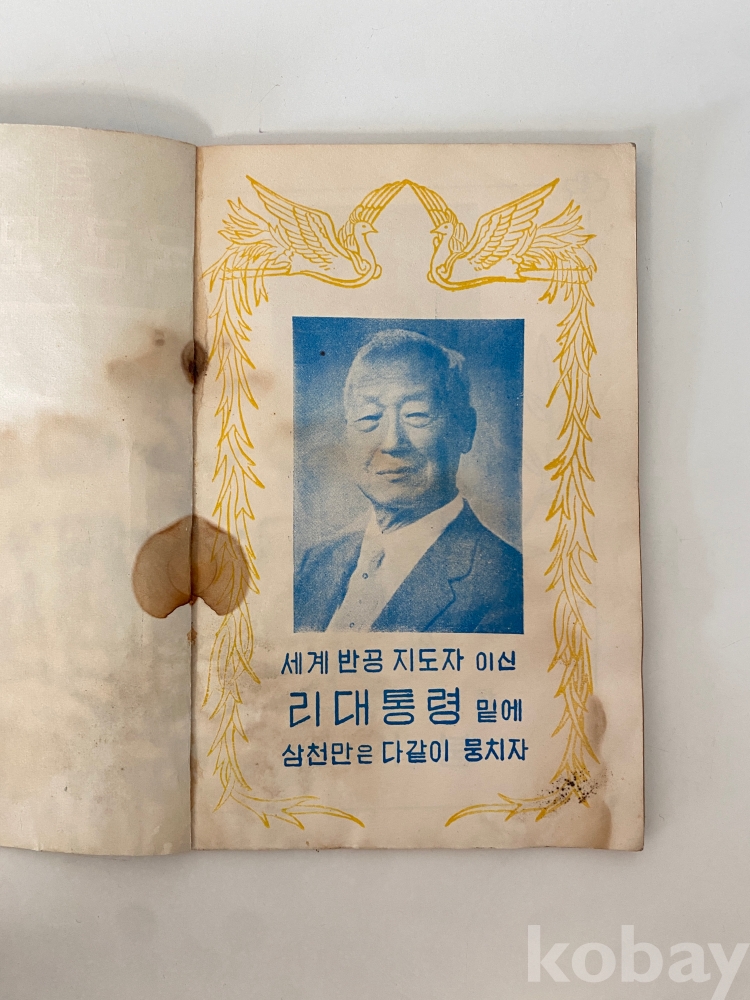 세계 반공 지도자 이신
리대통령 밑에
삼천만은 다같이 뭉치자
kobay